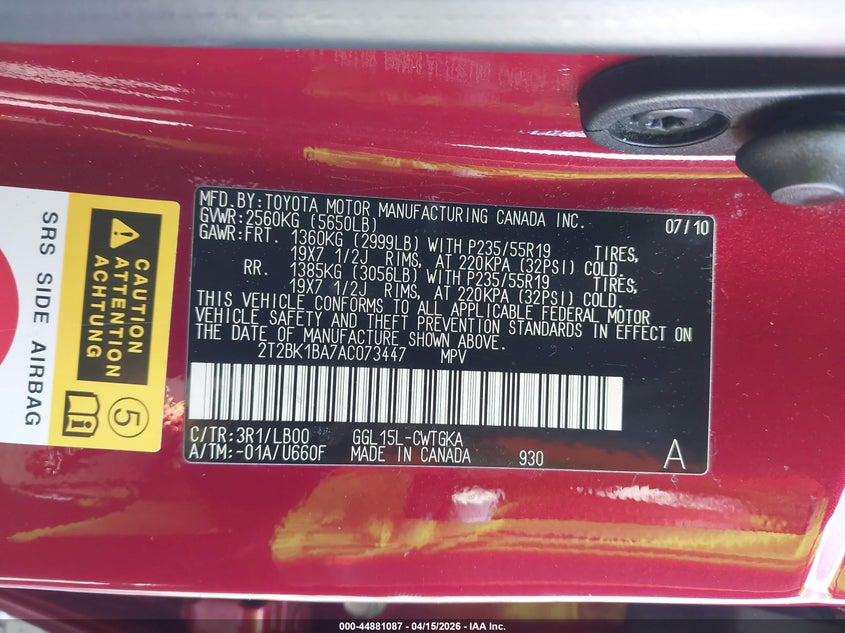 MFD.BY:TOYOTA MOTOR MANUFACTURING CANADA INC.
GVWR:2560KG (5650LB) 07/10
GAWR:FRT. 1360KG (2999LB) WITH P235/55R19 TIRES,
19X7 1/2J RIMS, AT 220KPA (32PSI) COLD.
RR. 1385KG (3056LB) WITH P235/55R19 TIRES,
19X7 1/2J RIMS, AT 220KPA (32PSI) COLD.
THIS VEHICLE CONFORMS TO ALL APPLICABLE FEDERAL MOTOR
VEHICLE SAFETY AND THEFT PREVENTION STANDARDS IN EFFECT ON
THE DATE OF MANUFACTURE SHOWN ABOVE.
2T2BK1BA7AC073447 MPV
C/TR:3R1/LB00 GGL15L-CWTGKA
A/TM:-01A/U660F MADE IN CANADA 930 A
SRS SIDE AIRBAG
CAUTION
ATTENTION
ACHTUNG
5
000-44881087 - 04/15/2026 - IAA Inc.